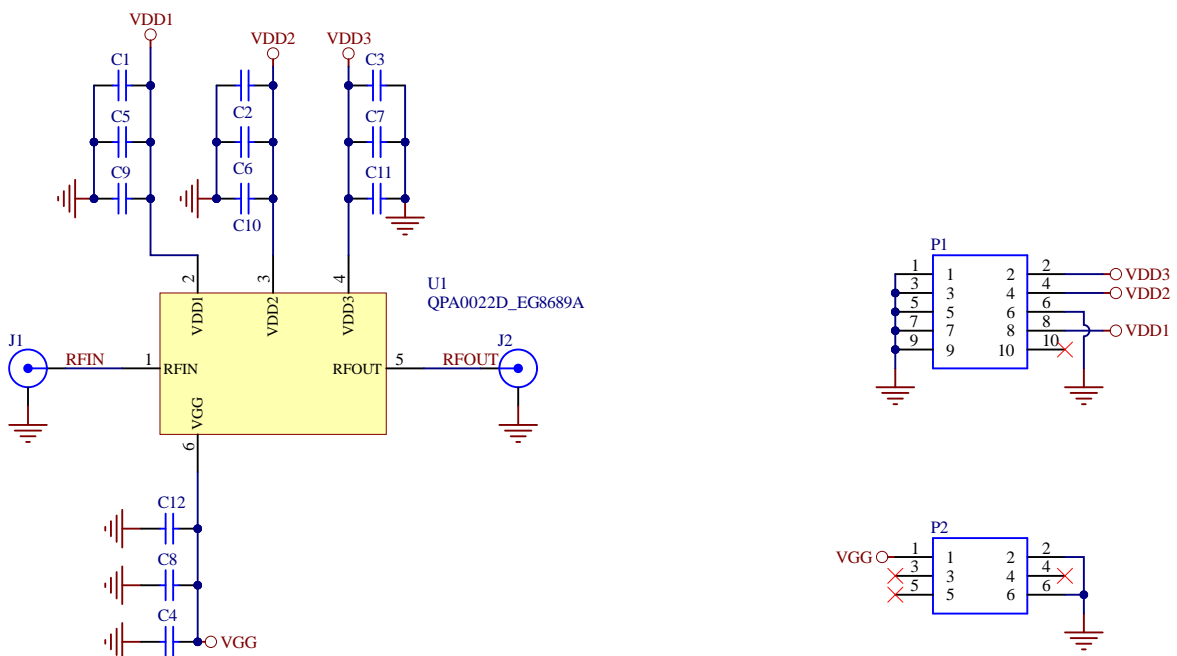 VDD1
VDD2
VDD3
C1
C3
C2
C5
C7
C6
C9
C11
C10
2
3
4
U1
QPA0022D_EG8689A
VDD1
VDD2
VDD3
J1
RFIN
1
RFIN
RFOUT
5
RFOUT
J2
VGG
6
C12
C8
C4
VGG
P1
1
1
2
2
VDD3
3
3
4
4
VDD2
5
5
6
6
7
7
8
8
VDD1
9
9
10
10
P2
VGG
1
1
2
2
3
3
4
4
5
5
6
6